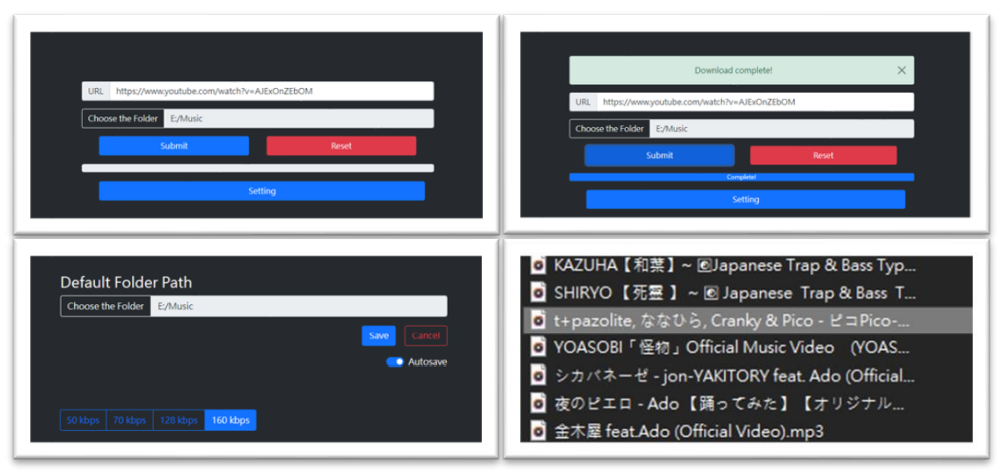 URL https://www.youtube.com/watch?v=AJExOnZEbOM
Choose the Folder E:/Music
Submit Reset
Setting
Download complete!
URL https://www.youtube.com/watch?v=AJExOnZEbOM
Choose the Folder E:/Music
Submit Reset
Complete!
Setting
Default Folder Path
Choose the Folder E:/Music
Save Cancel
Autosave
50 kbps 70 kbps 128 kbps 160 kbps
KAZUHA【和葉】~ Japanese Trap & Bass Typ...
SHIRYO 【死靈 】 ~ Japanese Trap & Bass T...
t+pazolite, ななひら, Cranky & Pico - ピコPico-...
YOASOBI「怪物」Official Music Video (YOAS...
シカバネーゼ - jon-YAKITORY feat. Ado (Official...
夜のピエロ - Ado 【踊ってみた】【オリジナル...
金木犀 feat.Ado (Official Video).mp3